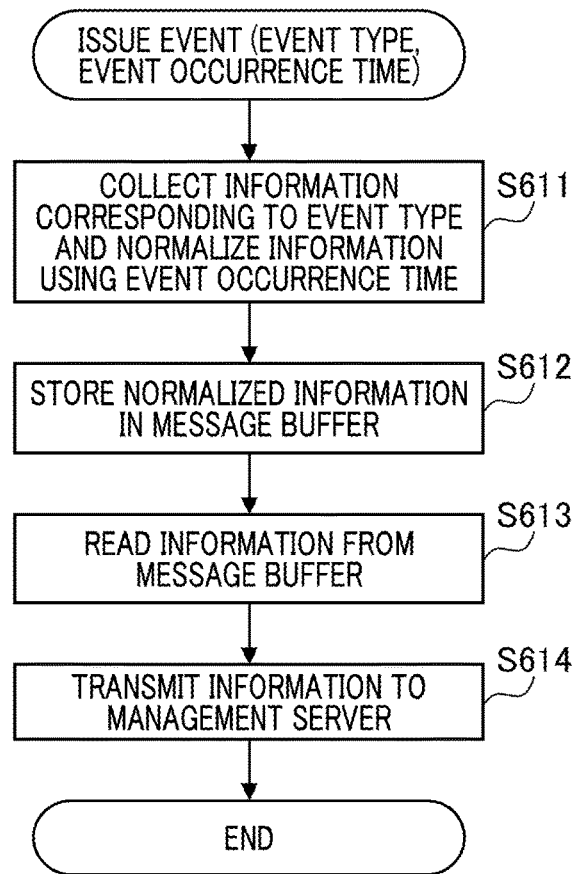 ISSUE EVENT (EVENT TYPE,
EVENT OCCURRENCE TIME)
COLLECT INFORMATION
CORRESPONDING TO EVENT TYPE
AND NORMALIZE INFORMATION
USING EVENT OCCURRENCE TIME
S611
STORE NORMALIZED INFORMATION
IN MESSAGE BUFFER
S612
READ INFORMATION FROM
MESSAGE BUFFER
S613
TRANSMIT INFORMATION TO
MANAGEMENT SERVER
S614
END